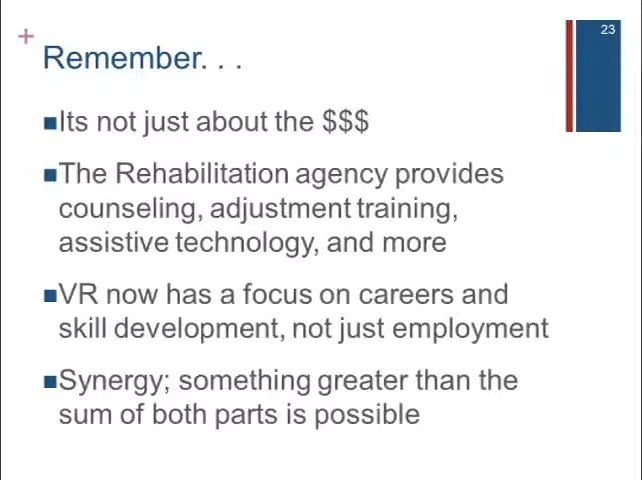 23
+
Remember. . .
■Its not just about the $$$
■The Rehabilitation agency provides
counseling, adjustment training,
assistive technology, and more
■VR now has a focus on careers and
skill development, not just employment
■Synergy; something greater than the
sum of both parts is possible